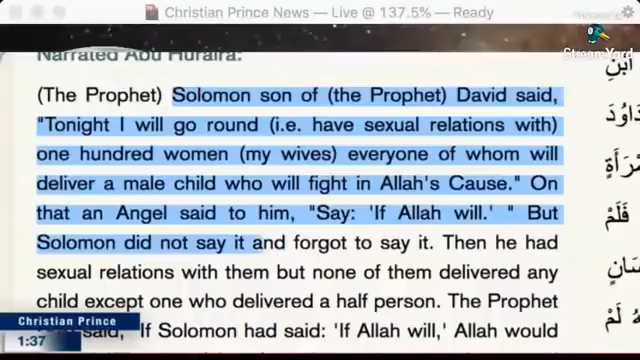 Christian Prince News — Live @ 137.5% — Ready
StreamYard
Narrated Abu Huraira:
(The Prophet) Solomon son of (the Prophet) David said,
"Tonight I will go round (i.e. have sexual relations with)
one hundred women (my wives) everyone of whom will
deliver a male child who will fight in Allah's Cause." On
that an Angel said to him, "Say: 'If Allah will.' " But
Solomon did not say it and forgot to say it. Then he had
sexual relations with them but none of them delivered any
child except one who delivered a half person. The Prophet
said, 'If Solomon had said: 'If Allah will,' Allah would
Christian Prince
1:37
ابْنِ
فَلَمْ